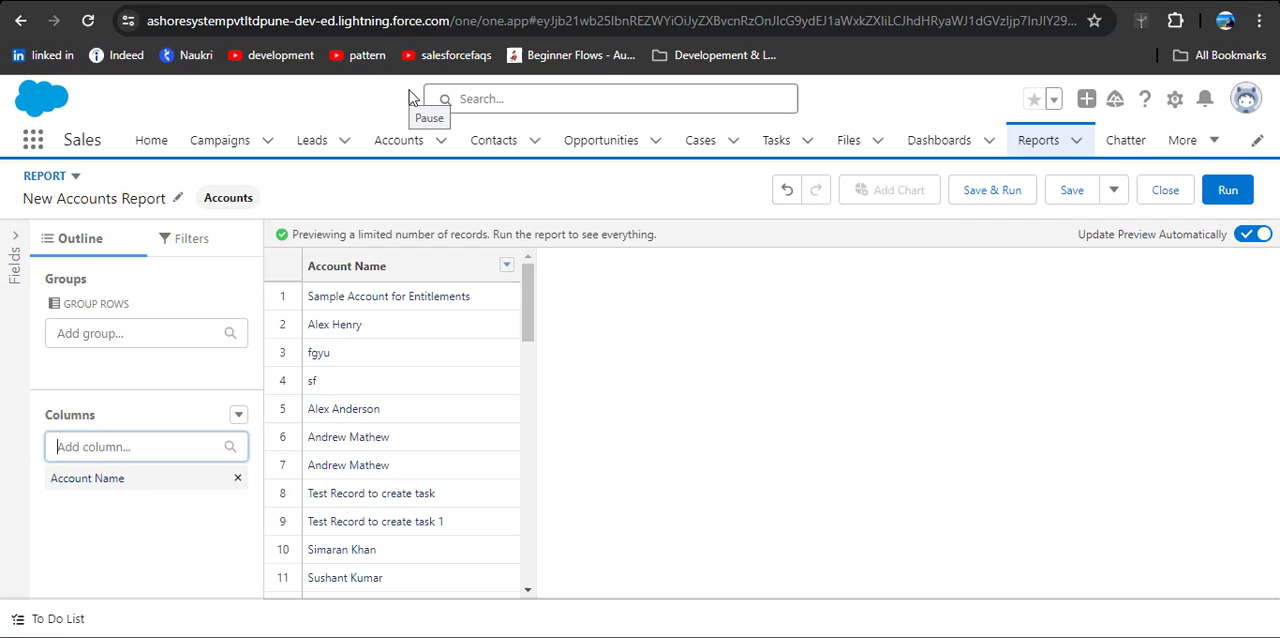 ashoresystempvtltdpune-dev-ed.lightning.force.com/one/one.app#
linked in Indeed Naukri development pattern salesforcefaqs Beginner Flows - Au... Developement & L... All Bookmarks
Search...
Pause
Sales Home Campaigns Leads Accounts Contacts Opportunities Cases Tasks Files Dashboards Reports Chatter More
REPORT
New Accounts Report Accounts
Add Chart Save & Run Save Close Run
Fields
Outline Filters
Previewing a limited number of records. Run the report to see everything. Update Preview Automatically
Groups
GROUP ROWS
Add group...
Columns
Add column...
Account Name
Account Name
1 Sample Account for Entitlements
2 Alex Henry
3 fgyu
4 sf
5 Alex Anderson
6 Andrew Mathew
7 Andrew Mathew
8 Test Record to create task
9 Test Record to create task 1
10 Simaran Khan
11 Sushant Kumar
To Do List